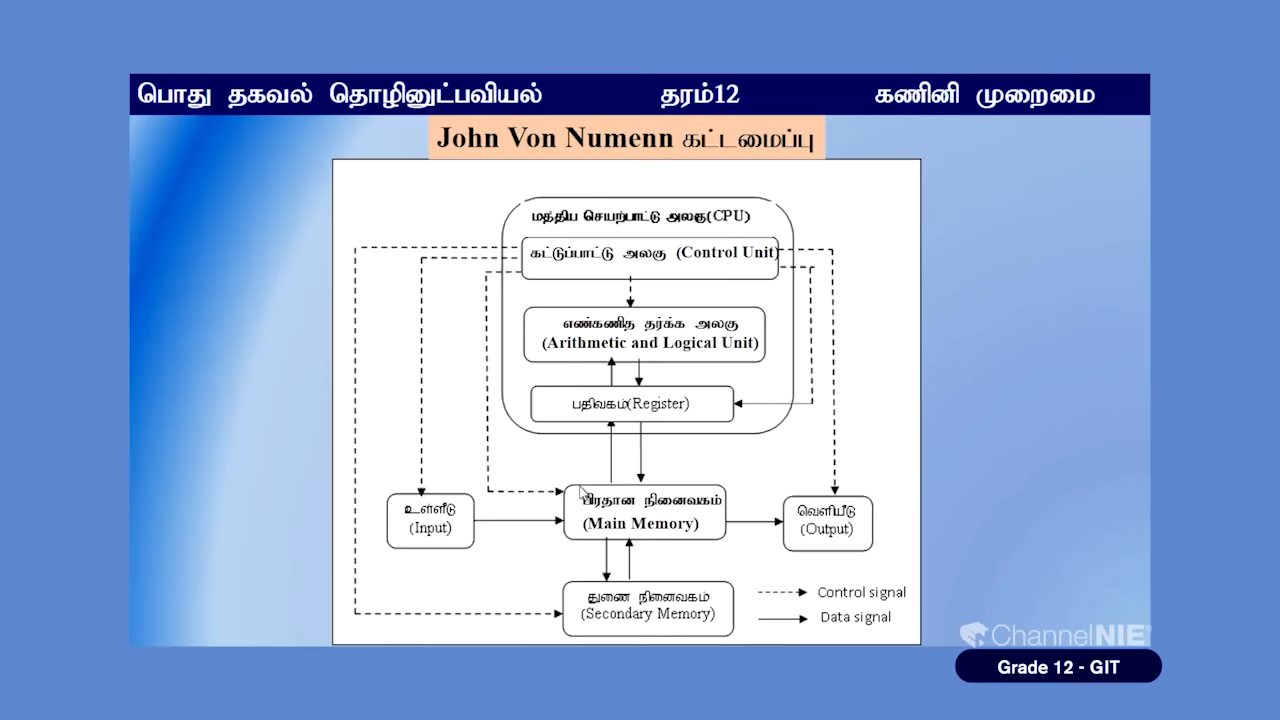 பொது தகவல் தொழினுட்பவியல் தரம்12 கணினி முறைமை
John Von Numenn கட்டமைப்பு
மத்திய செயற்பாட்டு அலகு(CPU)
கட்டுப்பாட்டு அலகு (Control Unit)
எண்கணித தர்க்க அலகு
(Arithmetic and Logical Unit)
பதிவகம்(Register)
உள்ளீடு
(Input)
பிரதான நினைவகம்
(Main Memory)
வெளியீடு
(Output)
துணை நினைவகம்
(Secondary Memory)
Control signal
Data signal
ChannelNIE
Grade 12 - GIT